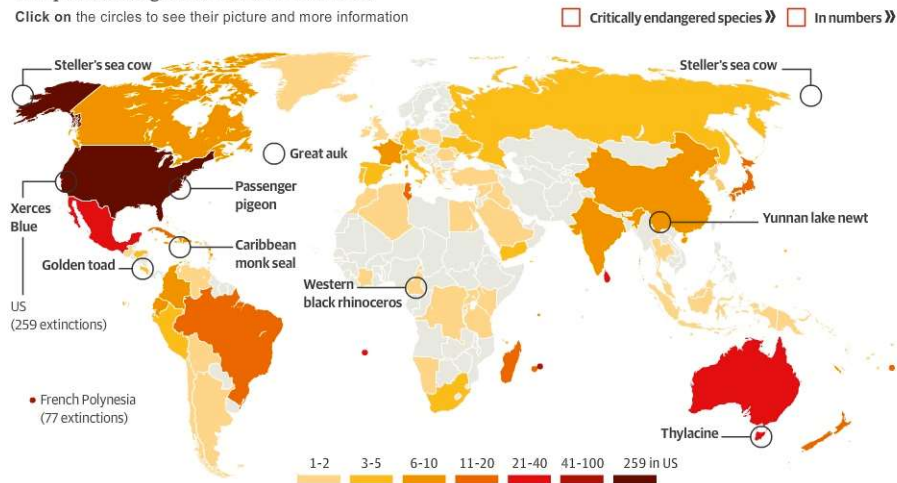 Click on the circles to see their picture and more information
Critically endangered species »
In numbers »
Steller's sea cow
Steller's sea cow
Great auk
Passenger
pigeon
Xerces
Blue
Yunnan lake newt
Caribbean
monk seal
Golden toad
Western
black rhinoceros
US
(259 extinctions)
French Polynesia
(77 extinctions)
Thylacine
1-2
3-5
6-10
11-20
21-40
41-100
259 in US